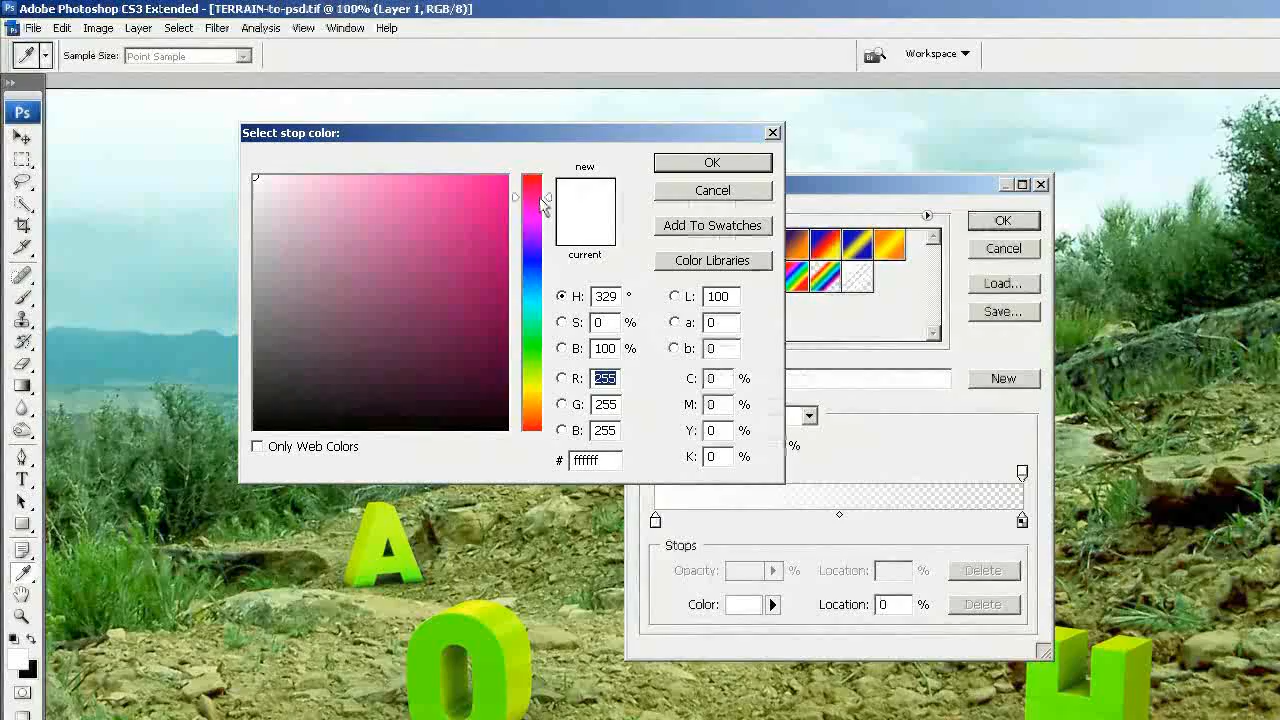 Adobe Photoshop CS3 Extended - [TERRAIN-to-psd.tif @ 100% (Layer 1, RGB/8)]
File Edit Image Layer Select Filter Analysis View Window Help
Sample Size: Point Sample
Workspace
Ps
Select stop color:
new
current
OK
Cancel
Add To Swatches
Color Libraries
H: 329 °
L: 100
S: 0 %
a: 0
B: 100 %
b: 0
R: 255
C: 0 %
G: 255
M: 0 %
B: 255
Y: 0 %
# ffffff
K: 0 %
Only Web Colors
OK
Cancel
Load...
Save...
New
%
Stops
Opacity: % Location: % Delete
Color: Location: 0 % Delete
A
O